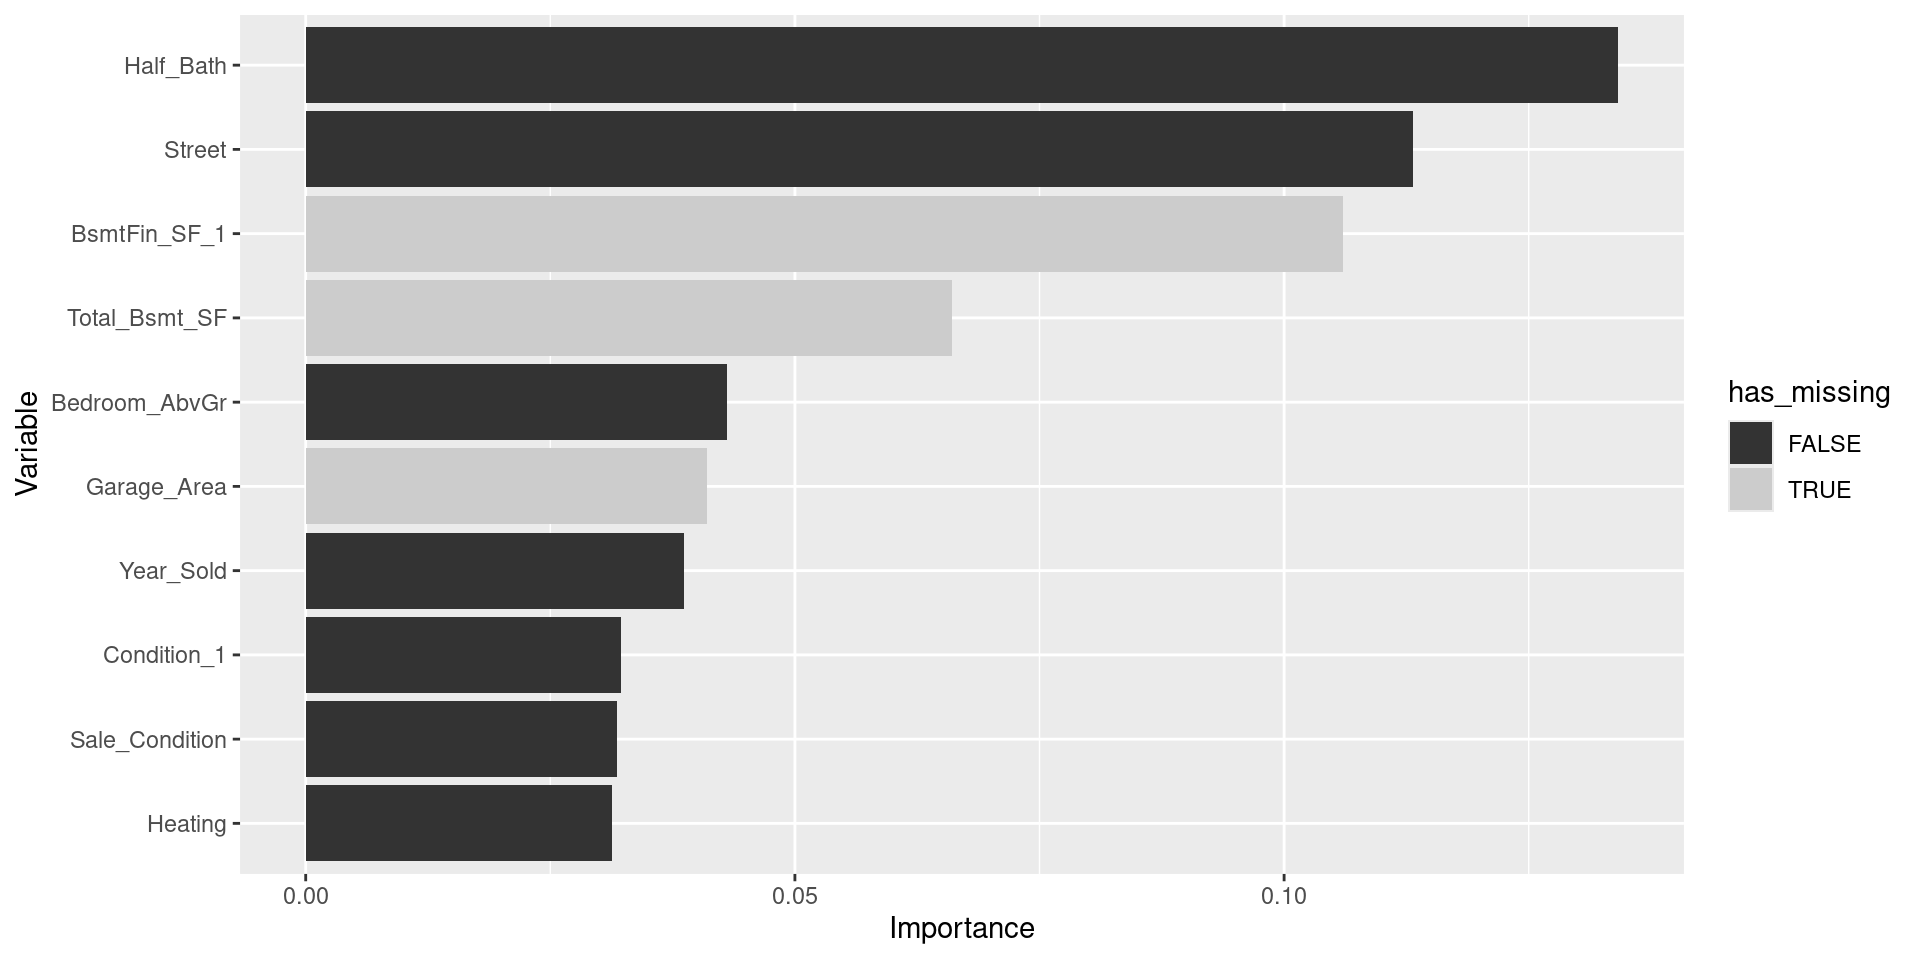 Half_Bath
Street
BsmtFin_SF_1
Total_Bsmt_SF
Bedroom_AbvGr
Garage_Area
Year_Sold
Condition_1
Sale_Condition
Heating
Variable
0.00
0.05
0.10
Importance
has_missing
FALSE
TRUE